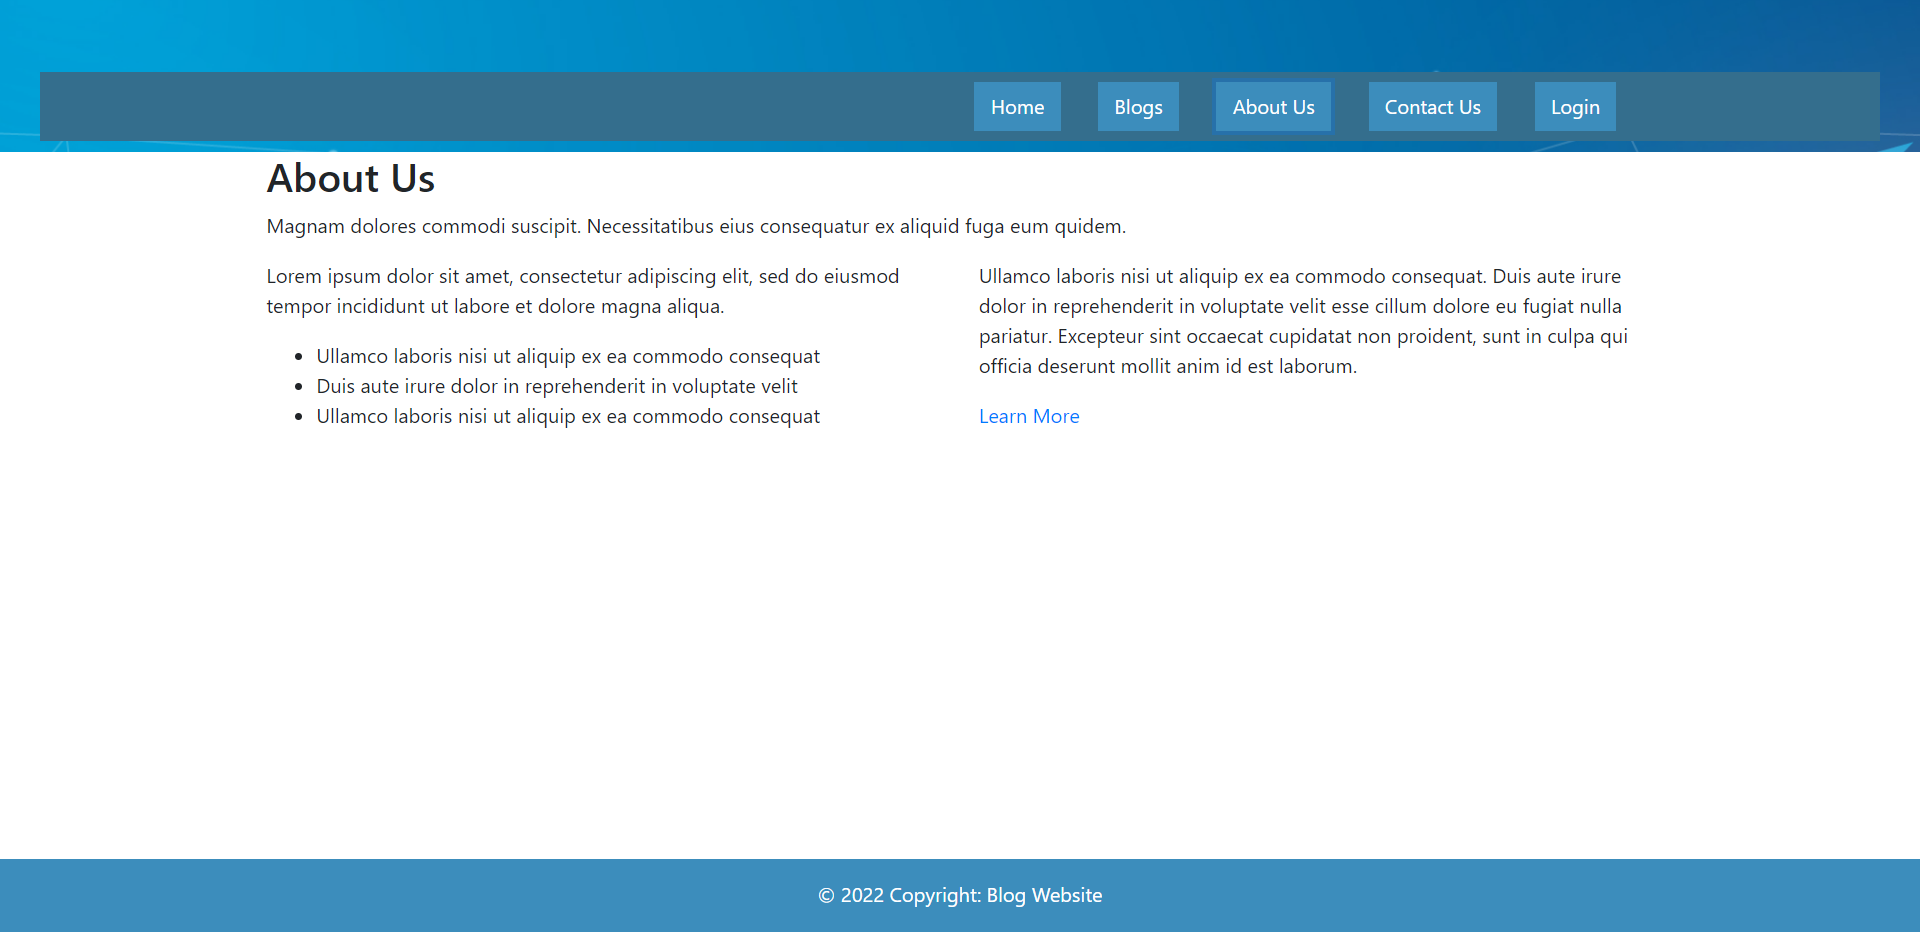 Home Blogs About Us Contact Us Login
About Us
Magnam dolores commodi suscipit. Necessitatibus eius consequatur ex aliquid fuga eum quidem.
Lorem ipsum dolor sit amet, consectetur adipiscing elit, sed do eiusmod
tempor incididunt ut labore et dolore magna aliqua.
• Ullamco laboris nisi ut aliquip ex ea commodo consequat
• Duis aute irure dolor in reprehenderit in voluptate velit
• Ullamco laboris nisi ut aliquip ex ea commodo consequat
Ullamco laboris nisi ut aliquip ex ea commodo consequat. Duis aute irure
dolor in reprehenderit in voluptate velit esse cillum dolore eu fugiat nulla
pariatur. Excepteur sint occaecat cupidatat non proident, sunt in culpa qui
officia deserunt mollit anim id est laborum.
Learn More
© 2022 Copyright: Blog Website